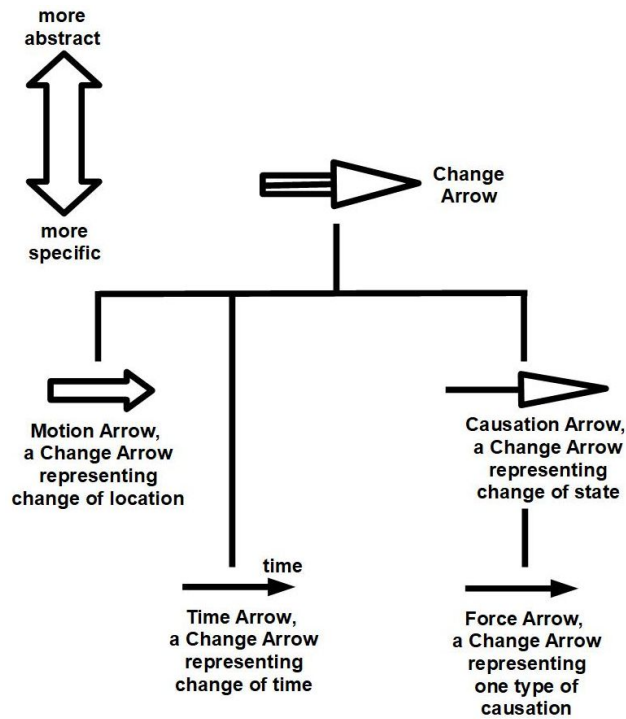 more
abstract
more
specific
Change
Arrow
Motion Arrow,
a Change Arrow
representing
change of location
Causation Arrow,
a Change Arrow
representing
change of state
time
Time Arrow,
a Change Arrow
representing
change of time
Force Arrow,
a Change Arrow
representing
one type of
causation